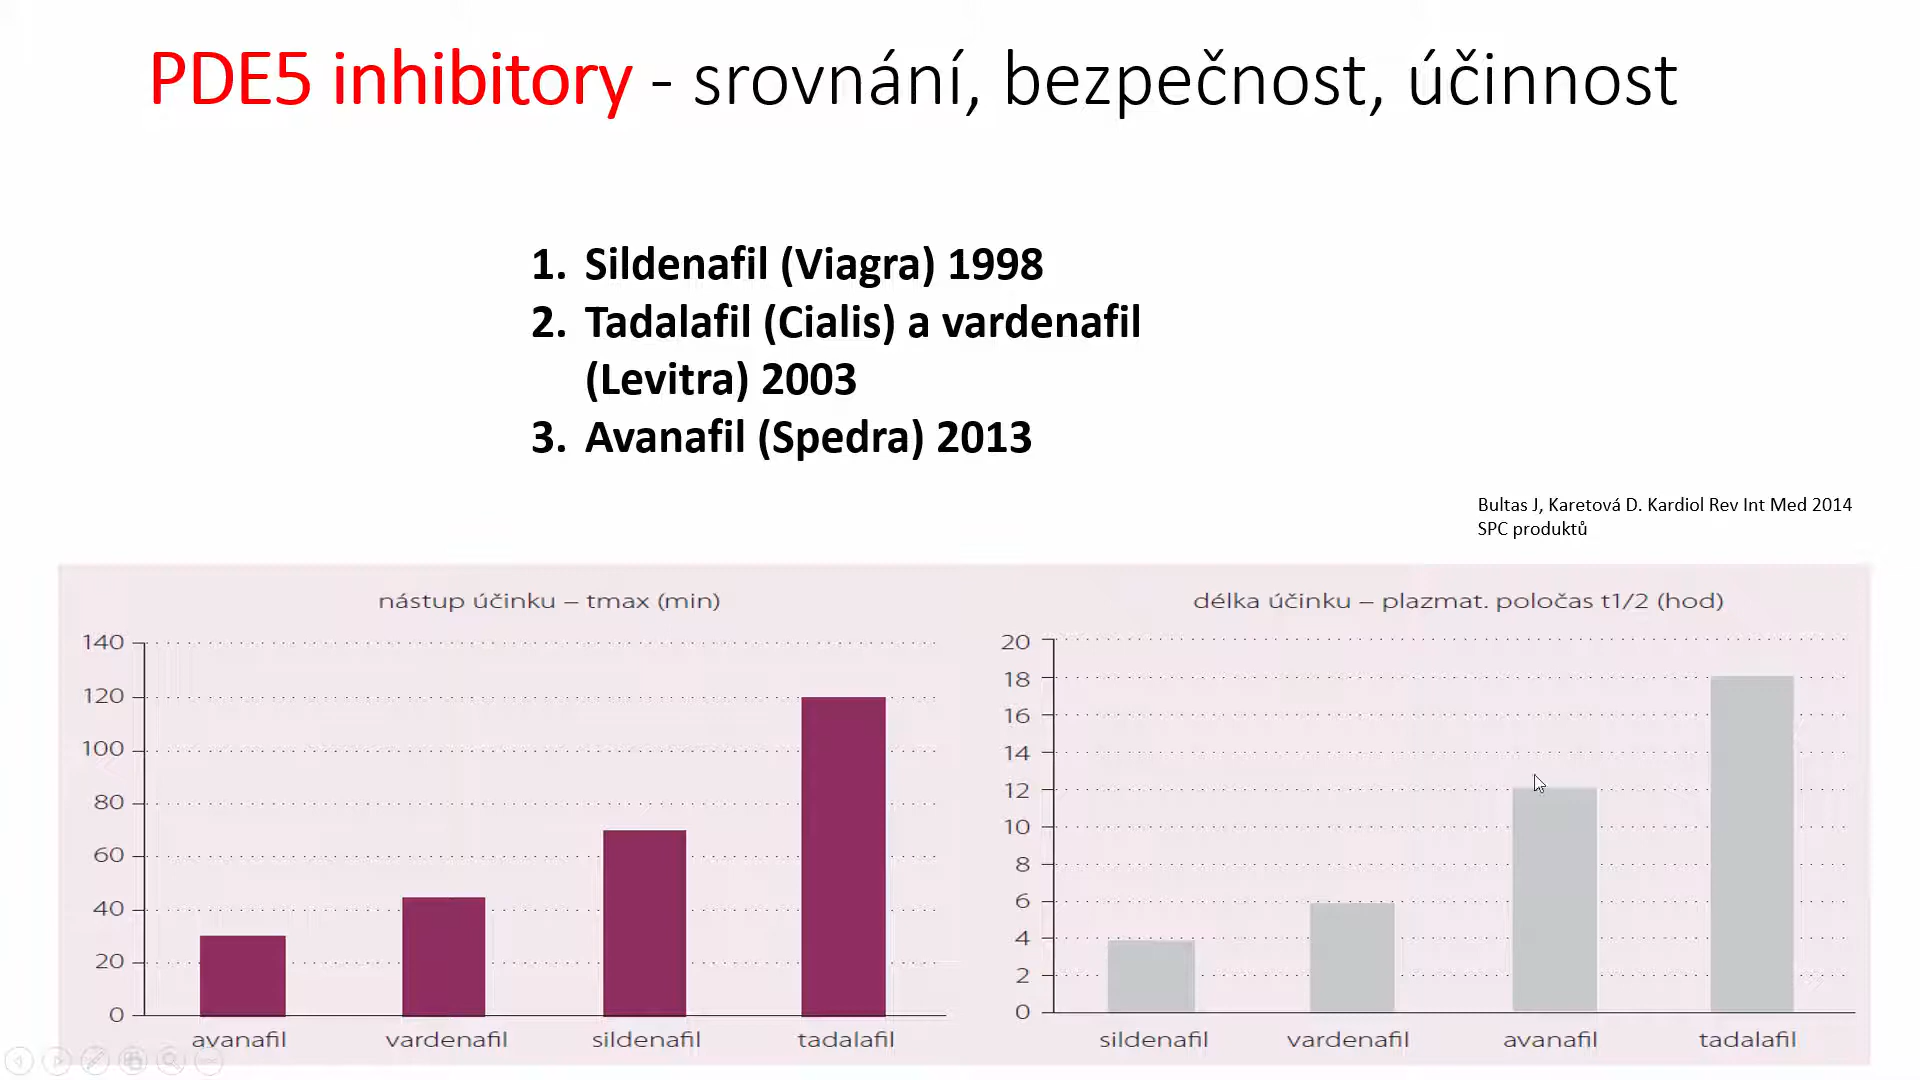 PDE5 inhibitory - srovnání, bezpečnost, účinnost
1. Sildenafil (Viagra) 1998
2. Tadalafil (Cialis) a vardenafil
(Levitra) 2003
3. Avanafil (Spedra) 2013
Bultas J, Karetová D. Kardiol Rev Int Med 2014
SPC produktů
nástup účinku – tmax (min)
140
120
100
80
60
40
20
0
avanafil vardenafil sildenafil tadalafil
délka účinku – plazmat. poločas t1/2 (hod)
20
18
16
14
12
10
8
6
4
2
0
sildenafil vardenafil avanafil tadalafil